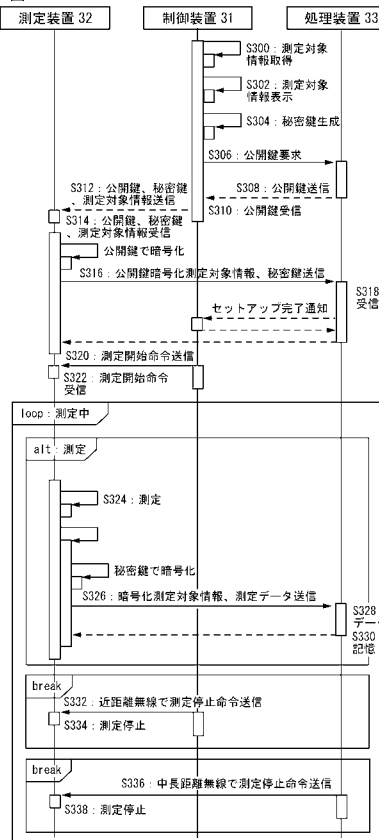 測定装置 32
制御装置 31
処理装置 33
S300：測定対象
情報取得
S302：測定対象
情報表示
S304：秘密鍵生成
S306：公開鍵要求
S312：公開鍵、秘密鍵
、測定対象情報送信
S308：公開鍵送信
S310：公開鍵受信
S314：公開鍵、秘密鍵
、測定対象情報受信
公開鍵で暗号化
S316：公開鍵暗号化測定対象情報、秘密鍵送信
S318
受信
セットアップ完了通知
S320：測定開始命令送信
S322：測定開始命令
受信
loop：測定中
alt：測定
S324：測定
秘密鍵で暗号化
S326：暗号化測定対象情報、測定データ送信
S328
データ
S330
記憶
break
S332：近距離無線で測定停止命令送信
S334：測定停止
break
S336：中長距離無線で測定停止命令送信
S338：測定停止